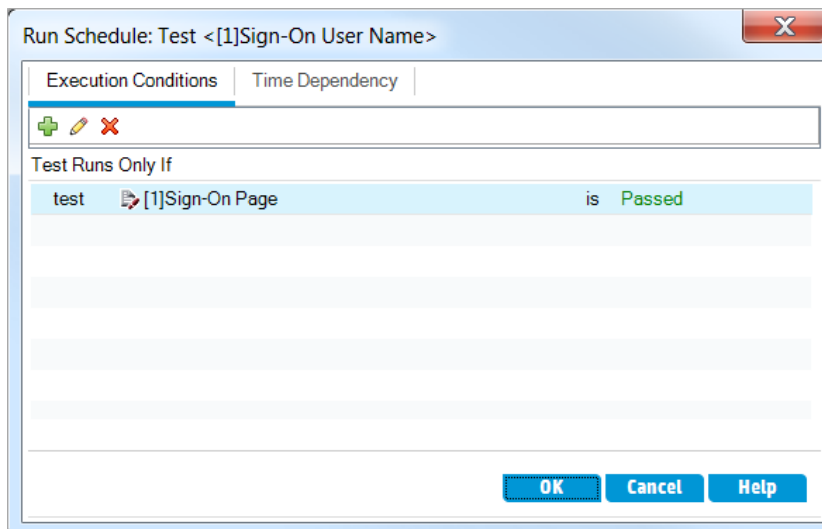 Run Schedule: Test <[1]Sign-On User Name>
Execution Conditions Time Dependency
Test Runs Only If
test [1]Sign-On Page is Passed
OK Cancel Help